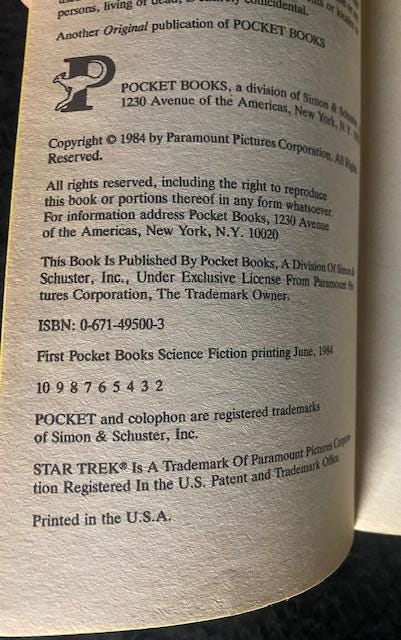 persons, living or dead, is entirely coincidental.
Another Original publication of POCKET BOOKS
P
POCKET BOOKS, a division of Simon & Schuster
1230 Avenue of the Americas, New York, N.Y.
Copyright © 1984 by Paramount Pictures Corporation, All Rights
Reserved.
All rights reserved, including the right to reproduce
this book or portions thereof in any form whatsoever.
For information address Pocket Books, 1230 Avenue
of the Americas, New York, N.Y. 10020
This Book Is Published By Pocket Books, A Division Of Simon &
Schuster, Inc., Under Exclusive License From Paramount Pic
tures Corporation, The Trademark Owner.
ISBN: 0-671-49500-3
First Pocket Books Science Fiction printing June, 1984
10 9 8 7 6 5 4 3 2
POCKET and colophon are registered trademarks
of Simon & Schuster, Inc.
STAR TREK® Is A Trademark Of Paramount Pictures Corpora
tion Registered In the U.S. Patent and Trademark Office.
Printed in the U.S.A.